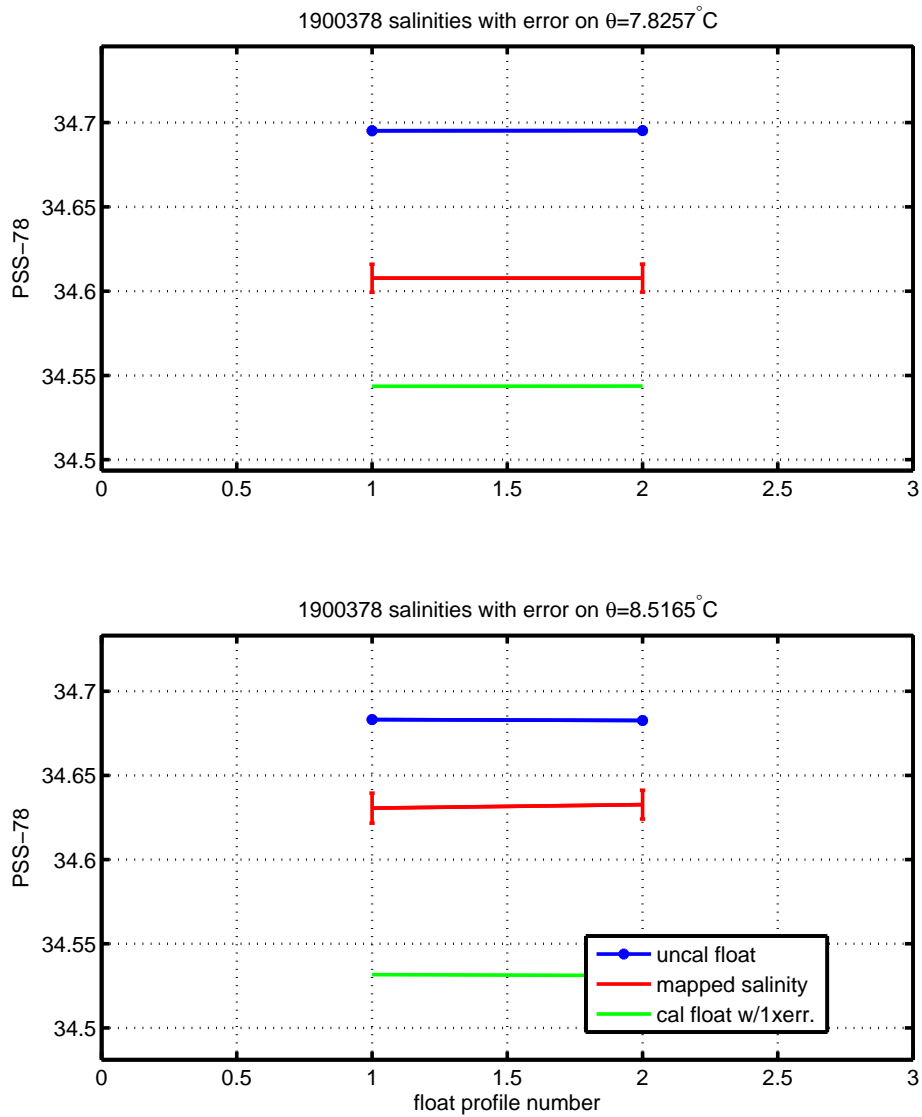 1900378 salinities with error on θ=7.8257°C
34.7
34.65
34.6
34.55
34.5
PSS−78
0 0.5 1 1.5 2 2.5 3
1900378 salinities with error on θ=8.5165°C
34.7
34.65
34.6
34.55
34.5
PSS−78
uncal float
mapped salinity
cal float w/1xerr.
0 0.5 1 1.5 2 2.5 3
float profile number